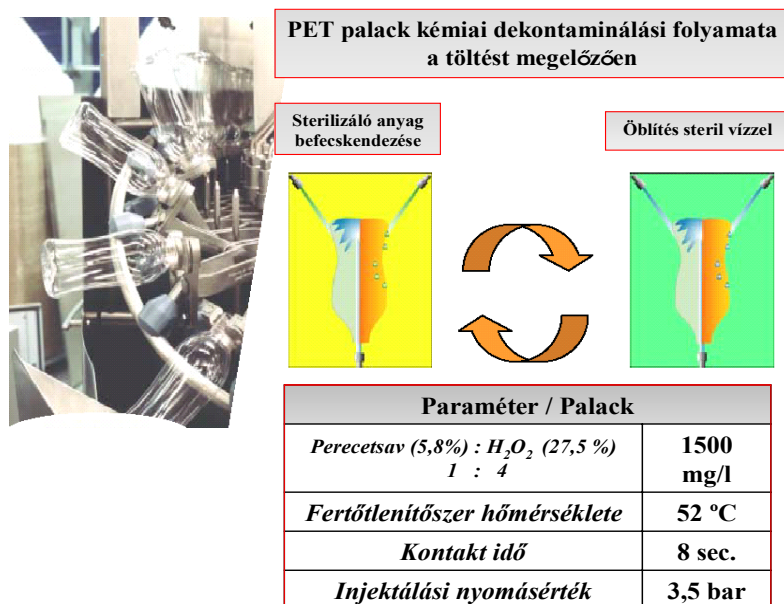 PET palack kémiai dekontaminálási folyamata
a töltést megelőzően
Sterilizáló anyag
befecskendezése
Öblítés steril vízzel
Paraméter / Palack
Perecetsav (5,8%) : H₂O₂ (27,5 %)
1 : 4
1500
mg/l
Fertőtlenítőszer hőmérséklete
52 ºC
Kontakt idő
8 sec.
Injektálási nyomásérték
3,5 bar